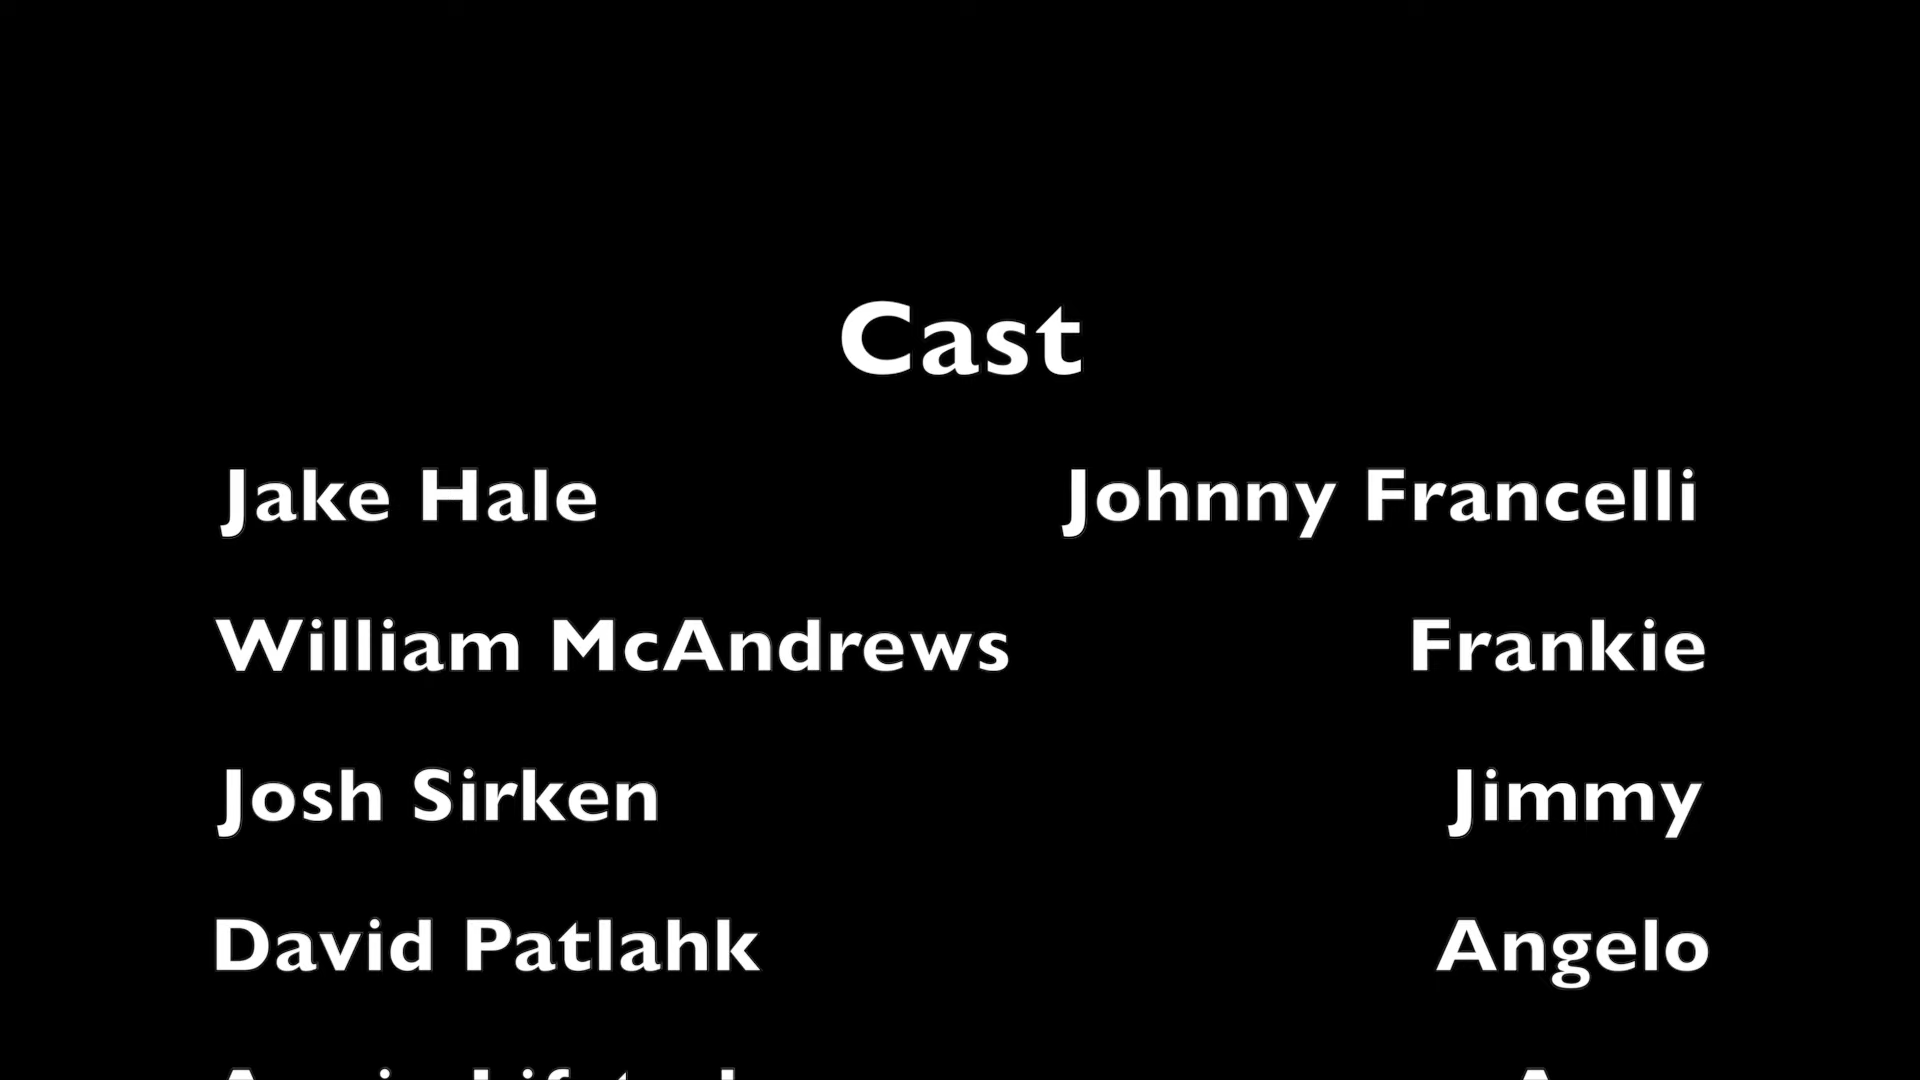 Cast
Jake Hale Johnny Francelli
William McAndrews Frankie
Josh Sirken Jimmy
David Patlahk Angelo